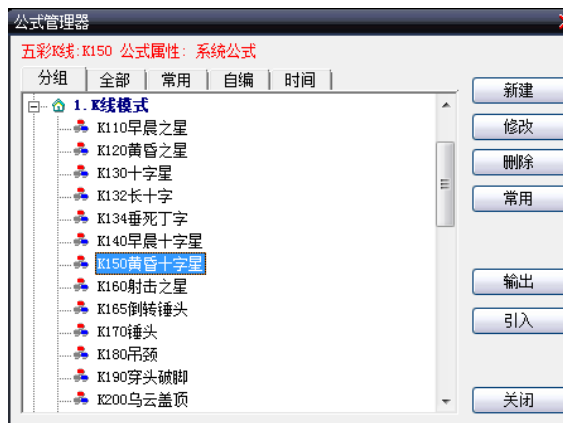 公式管理器
五彩K线:K150 公式属性: 系统公式
分组 全部 常用 自编 时间
新建
1.K线模式
K110早晨之星
修改
K120黄昏之星
K130十字星
删除
K132长十字
常用
K134垂死丁字
K140早晨十字星
K150黄昏十字星
K160射击之星
输出
K165倒转锤头
引入
K170锤头
K180吊颈
K190穿头破脚
K200乌云盖顶
关闭